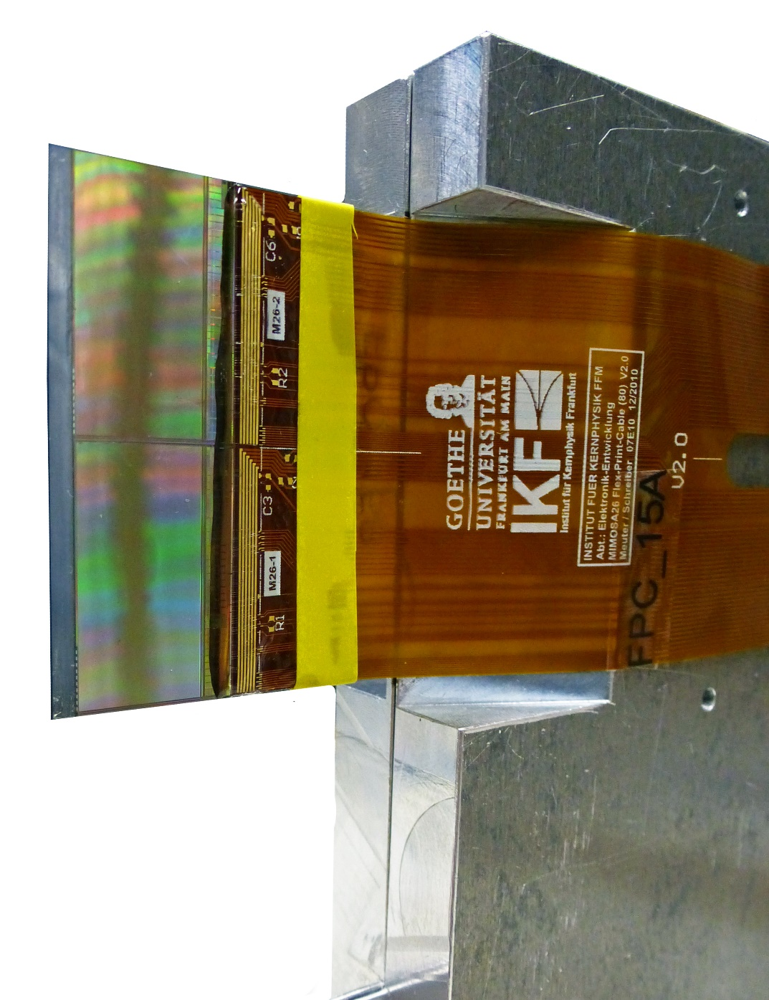 C6
M26-2
R2
C3
M26-1
R1
GOETHE
UNIVERSITÄT
FRANKFURT AM MAIN
IKF
Institut für Kernphysik Frankfurt
INSTITUT FUER KERNPHYSIK FFM
Abt.: Elektronik-Entwicklung
MIMOSA26 Flex-Print-Cable (80) V2.0
Meuter / Schreiber 07E10 12/2010
FPC_15A
V2.0